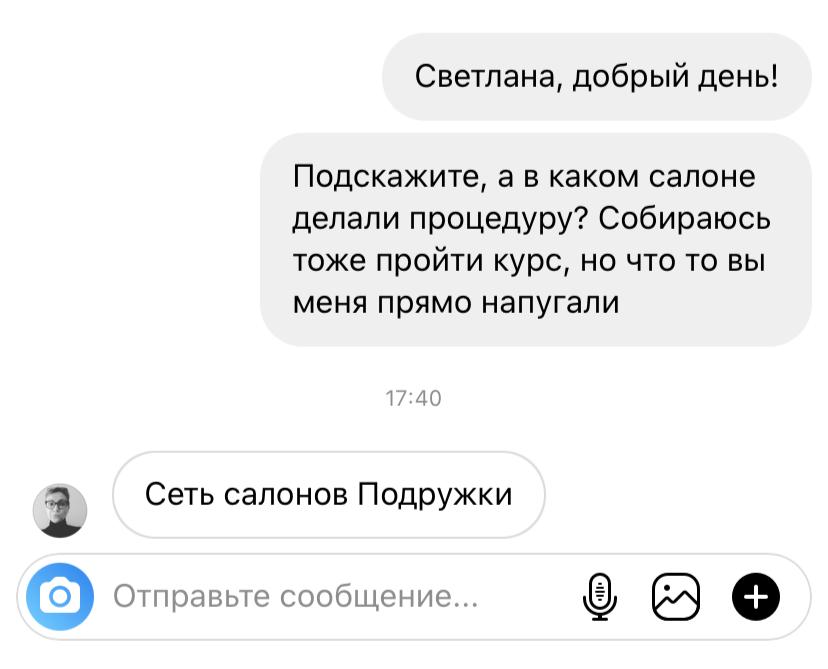 Светлана, добрый день!
Подскажите, а в каком салоне
делали процедуру? Собираюсь
тоже пройти курс, но что то вы
меня прямо напугали
17:40
Сеть салонов Подружки
Отправьте сообщение...